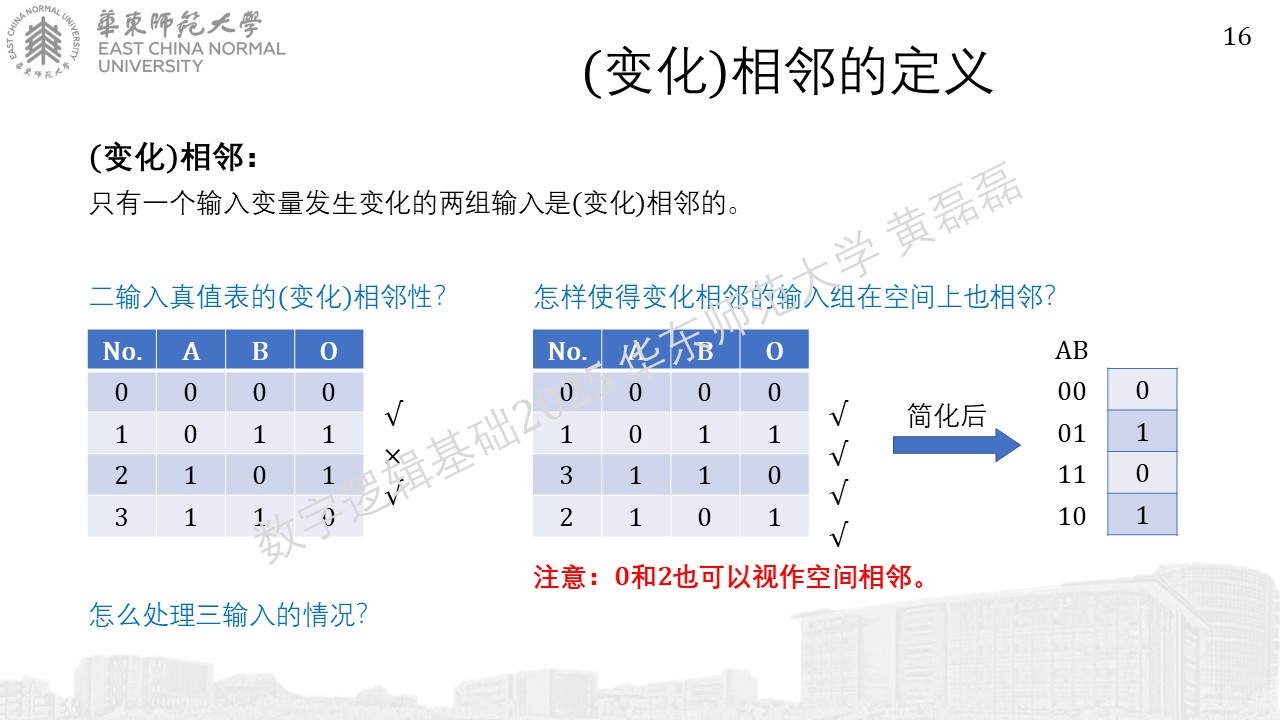 華東師範大學
EAST CHINA NORMAL
UNIVERSITY
EAST CHINA NORMAL UNIVERSITY
華東師範大學
16
(变化)相邻的定义
(变化)相邻：
只有一个输入变量发生变化的两组输入是(变化)相邻的。
二输入真值表的(变化)相邻性？
No. A B O
0 0 0 0
√
1 0 1 1
×
2 1 0 1
√
3 1 1 0
怎样使得变化相邻的输入组在空间上也相邻？
No. A B O
0 0 0 0
√
1 0 1 1
√
3 1 1 0
√
2 1 0 1
√
简化后
AB
00 0
01 1
11 0
10 1
注意：0和2也可以视作空间相邻。
怎么处理三输入的情况？
数字逻辑基础2025 华东师范大学 黄磊磊